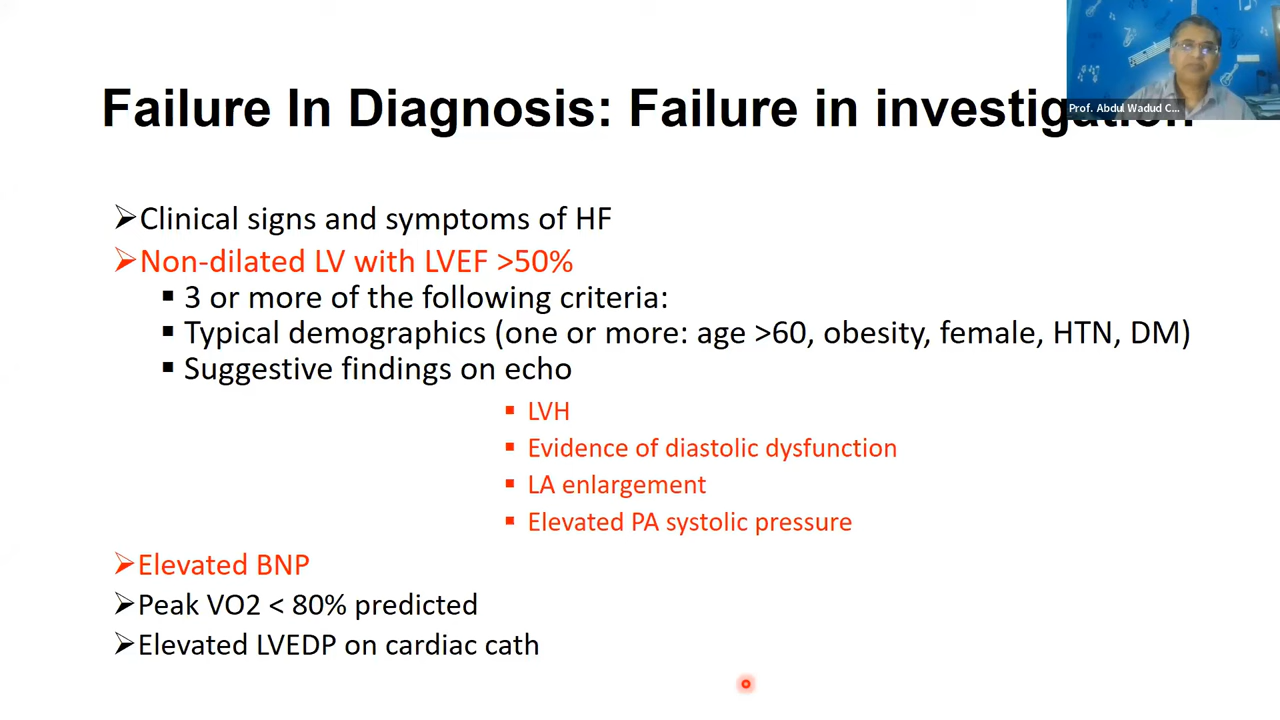 Failure In Diagnosis: Failure in investigation
Prof. Abdul Wadud C...
➢Clinical signs and symptoms of HF
➢Non-dilated LV with LVEF >50%
▪ 3 or more of the following criteria:
▪ Typical demographics (one or more: age >60, obesity, female, HTN, DM)
▪ Suggestive findings on echo
▪ LVH
▪ Evidence of diastolic dysfunction
▪ LA enlargement
▪ Elevated PA systolic pressure
➢Elevated BNP
➢Peak VO2 < 80% predicted
➢Elevated LVEDP on cardiac cath